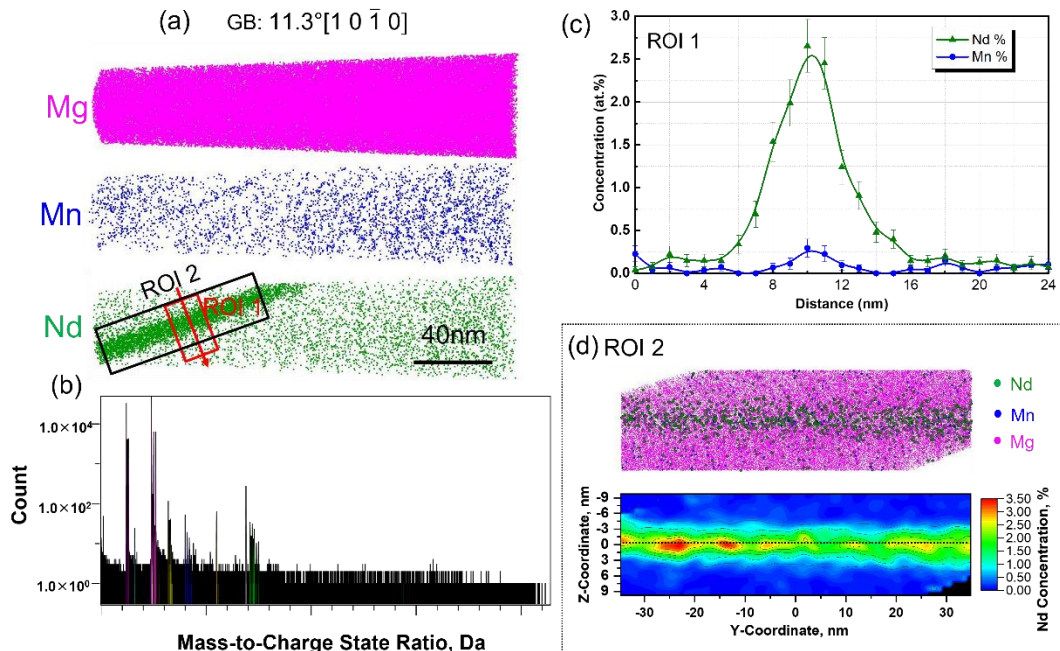 (a) GB: 11.3°[1 0 1̄ 0]
Mg
Mn
Nd
ROI 2
ROI 1
40nm
(b)
1.0×10⁴
1.0×10²
1.0×10⁰
Count
Mass-to-Charge State Ratio, Da
(c)
ROI 1
Nd %
Mn %
3.0
2.5
2.0
1.5
1.0
0.5
0.0
Concentration (at.%)
0 4 8 12 16 20 24
Distance (nm)
(d) ROI 2
Nd
Mn
Mg
-9
-6
-3
0
3
6
9
Z-Coordinate, nm
-30 -20 -10 0 10 20 30
Y-Coordinate, nm
3.50
3.00
2.50
2.00
1.50
1.00
0.50
0.00
Nd Concentration, %